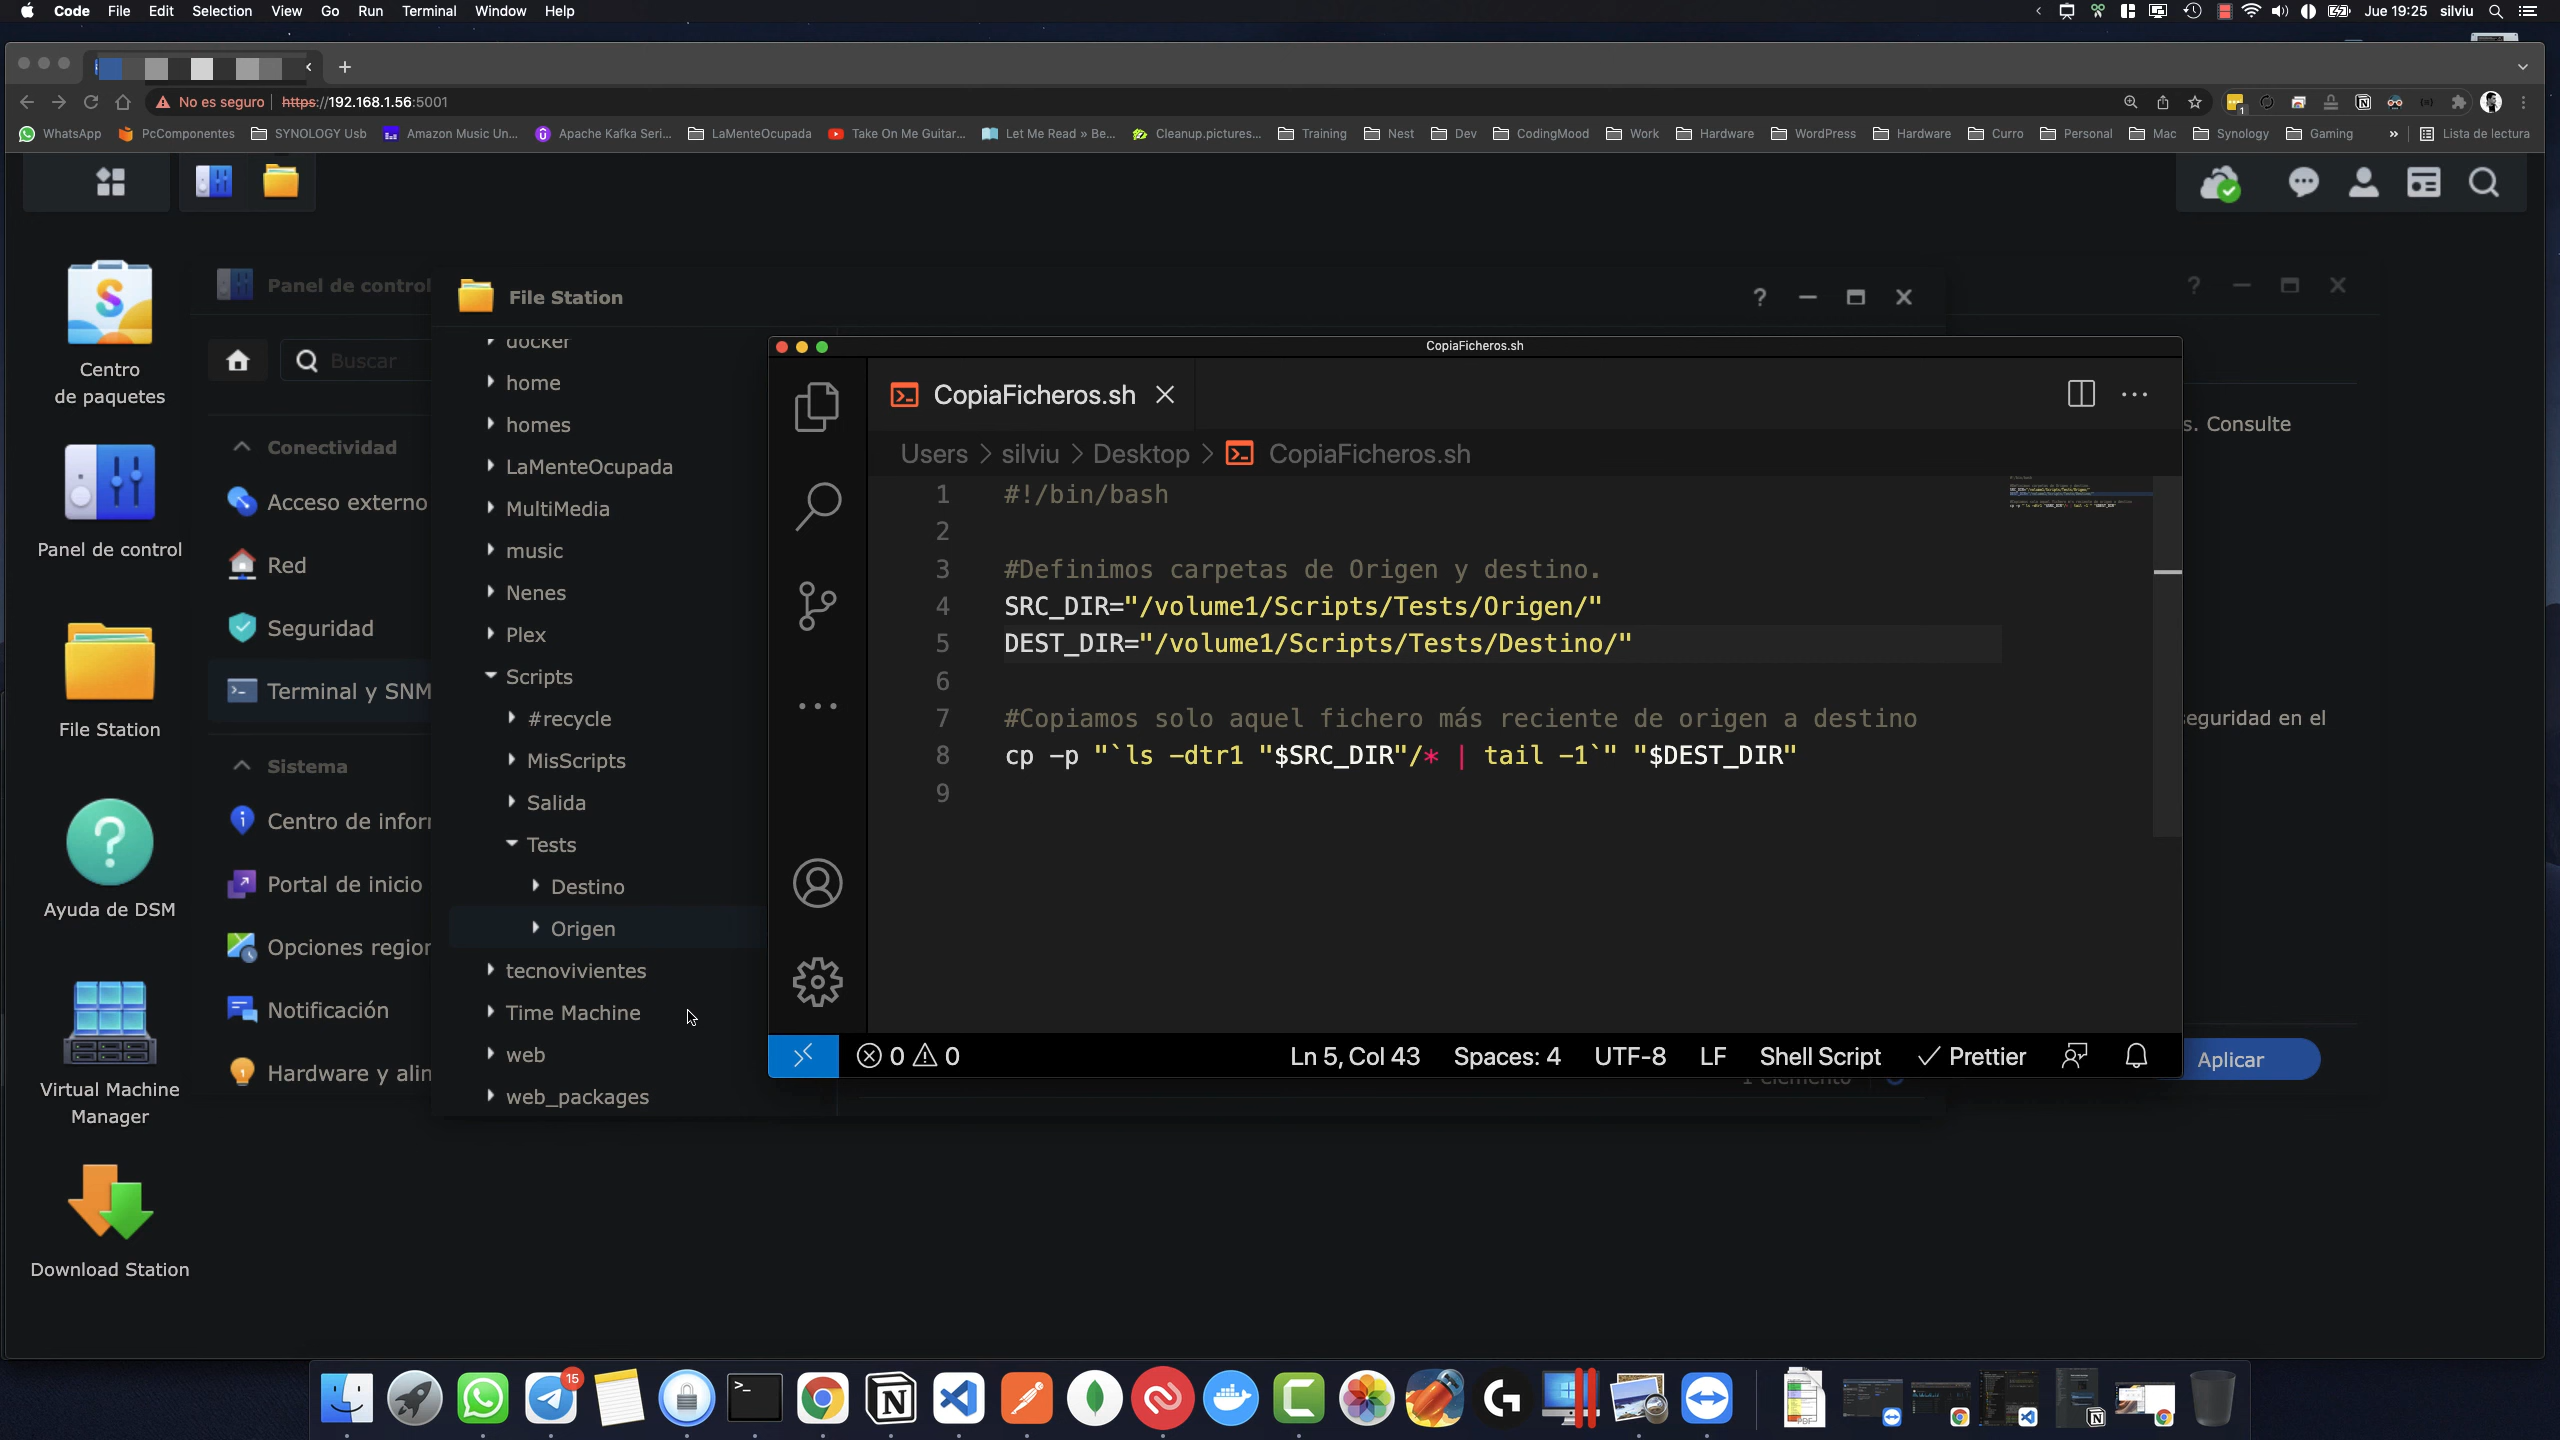 Code File Edit Selection View Go Run Terminal Window Help
Jue 19:25 silviu
No es seguro https://192.168.1.56:5001
WhatsApp PcComponentes SYNOLOGY Usb Amazon Music Un... Apache Kafka Seri... LaMenteOcupada Take On Me Guitar... Let Me Read » Be... Cleanup.pictures... Training Nest Dev CodingMood Work Hardware WordPress Hardware Curro Personal Mac Synology Gaming » Lista de lectura
Centro
de paquetes
Panel de control
File Station
Ayuda de DSM
Virtual Machine
Manager
Download Station
Panel de control
Buscar
Conectividad
Acceso externo
Red
Seguridad
Terminal y SNM
Sistema
Centro de infor
Portal de inicio
Opciones region
Notificación
Hardware y alin
File Station
docker
home
homes
LaMenteOcupada
MultiMedia
music
Nenes
Plex
Scripts
#recycle
MisScripts
Salida
Tests
Destino
Origen
tecnovivientes
Time Machine
web
web_packages
CopiaFicheros.sh
CopiaFicheros.sh
Users > silviu > Desktop > CopiaFicheros.sh
1 #!/bin/bash
2
3 #Definimos carpetas de Origen y destino.
4 SRC_DIR="/volume1/Scripts/Tests/Origen/"
5 DEST_DIR="/volume1/Scripts/Tests/Destino/"
6
7 #Copiamos solo aquel fichero más reciente de origen a destino
8 cp -p "`ls -dtr1 "$SRC_DIR"/* | tail -1`" "$DEST_DIR"
9
0 0 Ln 5, Col 43 Spaces: 4 UTF-8 LF Shell Script Prettier
1 elemento
s. Consulte
eguridad en el
Aplicar
15